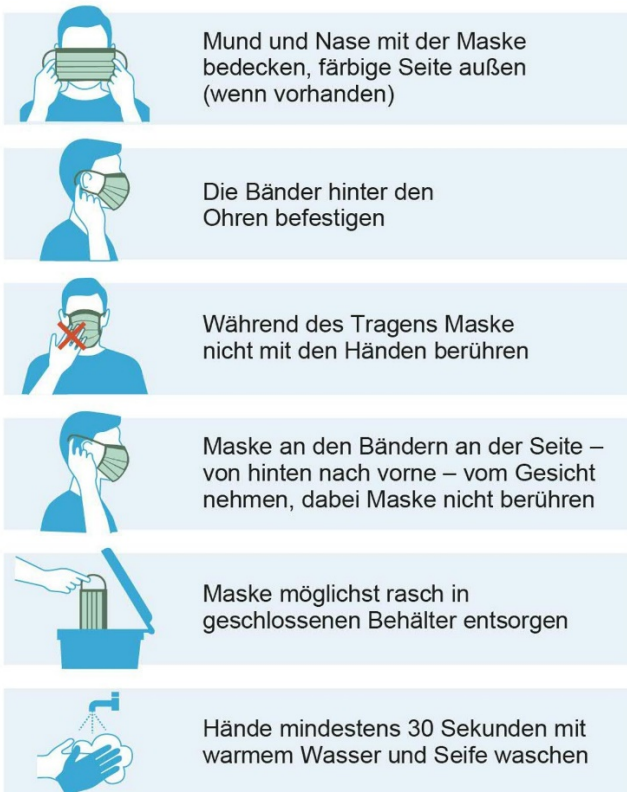 Mund und Nase mit der Maske
bedecken, färbige Seite außen
(wenn vorhanden)
Die Bänder hinter den
Ohren befestigen
Während des Tragens Maske
nicht mit den Händen berühren
Maske an den Bändern an der Seite –
von hinten nach vorne – vom Gesicht
nehmen, dabei Maske nicht berühren
Maske möglichst rasch in
geschlossenen Behälter entsorgen
Hände mindestens 30 Sekunden mit
warmem Wasser und Seife waschen